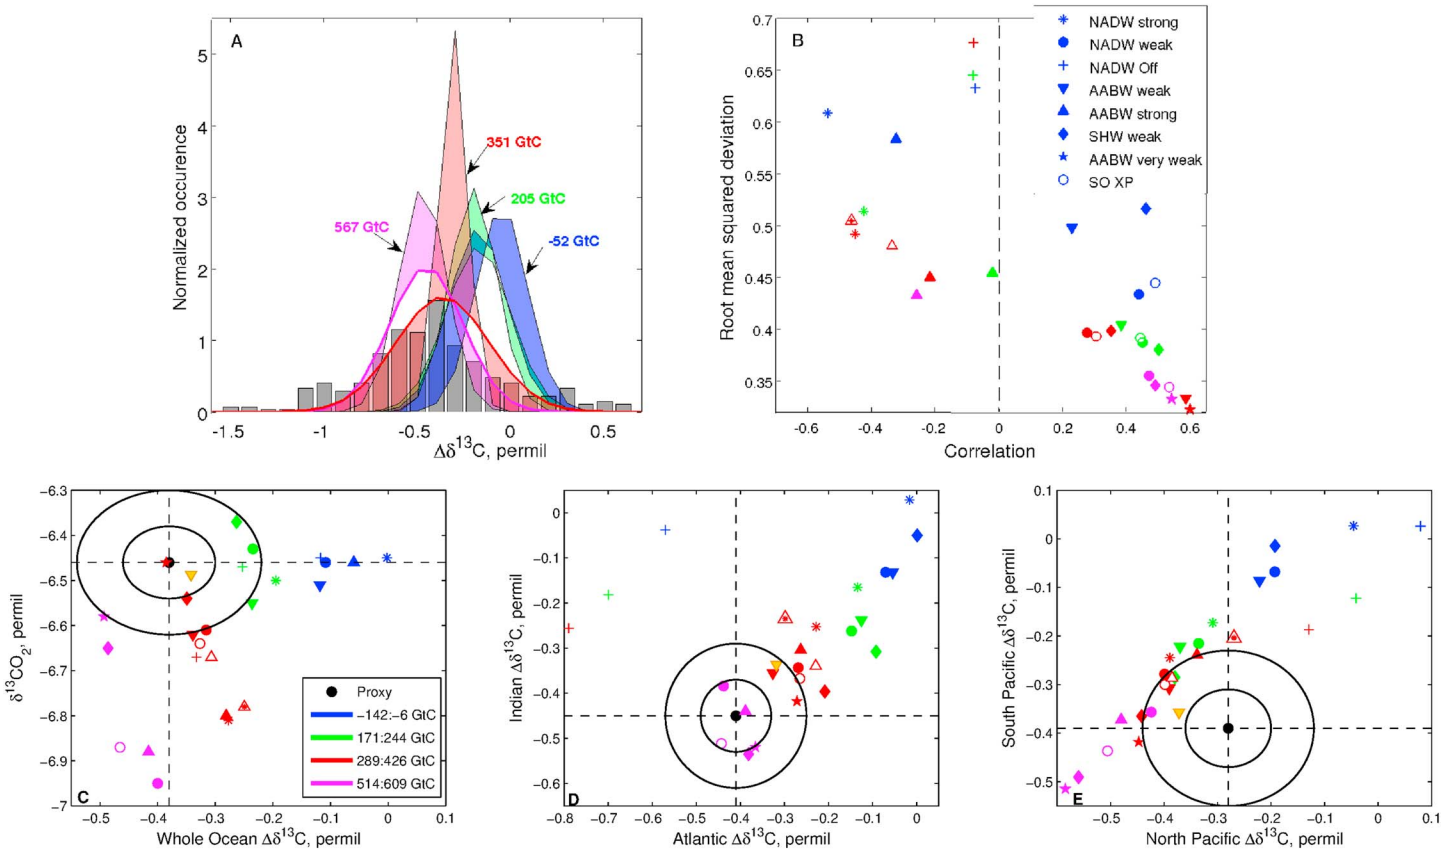 A
Normalized occurence
5
4
3
2
1
0
351 GtC
205 GtC
567 GtC
-52 GtC
-1.5
-1
-0.5
0
0.5
Δδ¹³C, permil
B
Root mean squared deviation
0.7
0.65
0.6
0.55
0.5
0.45
0.4
0.35
-0.6
-0.4
-0.2
0
0.2
0.4
0.6
Correlation
NADW strong
NADW weak
NADW Off
AABW weak
AABW strong
SHW weak
AABW very weak
SO XP
δ¹³CO₂, permil
−6.3
−6.4
−6.5
−6.6
−6.7
−6.8
−6.9
−7
C
Proxy
−142:−6 GtC
171:244 GtC
289:426 GtC
514:609 GtC
−0.5
−0.4
−0.3
−0.2
−0.1
0
0.1
Whole Ocean Δδ¹³C, permil
Indian Δδ¹³C, permil
0
−0.1
−0.2
−0.3
−0.4
−0.5
−0.6
D
−0.8
−0.7
−0.6
−0.5
−0.4
−0.3
−0.2
−0.1
0
Atlantic Δδ¹³C, permil
South Pacific Δδ¹³C, permil
0.1
0
−0.1
−0.2
−0.3
−0.4
−0.5
E
−0.5
−0.4
−0.3
−0.2
−0.1
0
0.1
North Pacific Δδ¹³C, permil